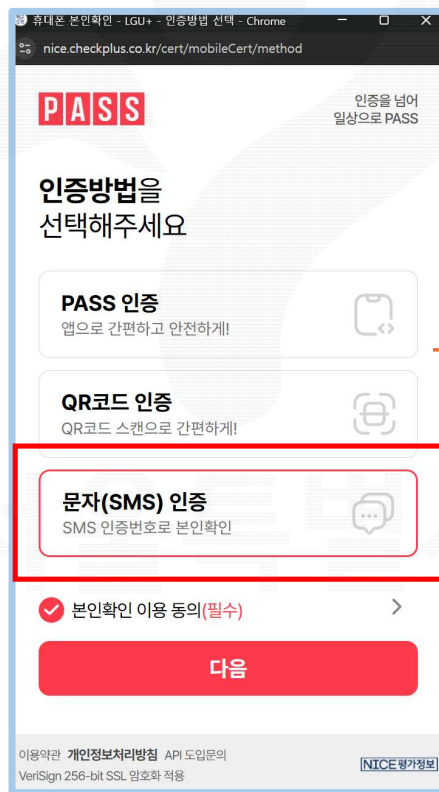 휴대폰 본인확인 - LGU+ - 인증방법 선택 - Chrome
nice.checkplus.co.kr/cert/mobileCert/method
PASS
인증을 넘어
일상으로 PASS
인증방법을
선택해주세요
PASS 인증
앱으로 간편하고 안전하게!
QR코드 인증
QR코드 스캔으로 간편하게!
문자(SMS) 인증
SMS 인증번호로 본인확인
본인확인 이용 동의(필수)
다음
이용약관 개인정보처리방침 API 도입문의
VeriSign 256-bit SSL 암호화 적용
NICE평가정보